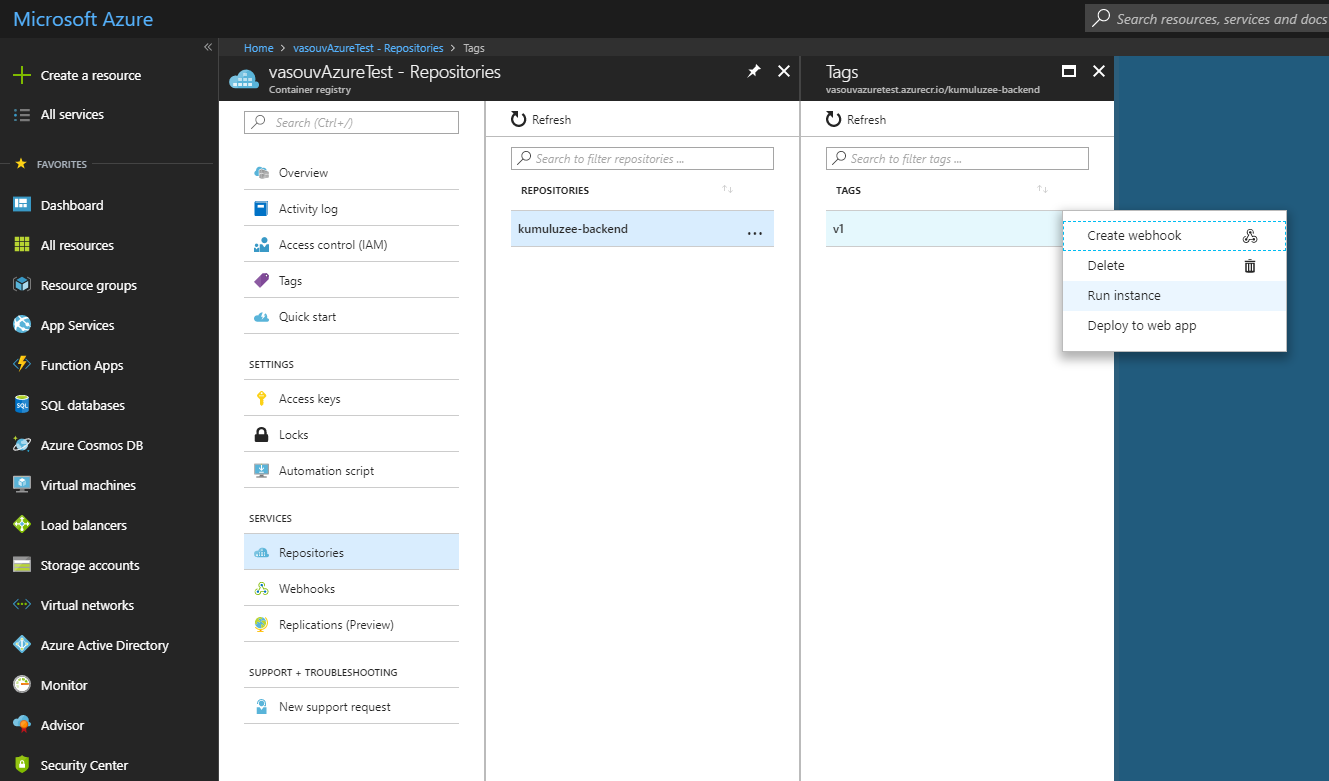 Microsoft Azure
Search resources, services and docs
Home > vasouvAzureTest - Repositories > Tags
Create a resource
All services
FAVORITES
Dashboard
All resources
Resource groups
App Services
Function Apps
SQL databases
Azure Cosmos DB
Virtual machines
Load balancers
Storage accounts
Virtual networks
Azure Active Directory
Monitor
Advisor
Security Center
vasouvAzureTest - Repositories
Container registry
Search (Ctrl+/)
Overview
Activity log
Access control (IAM)
Tags
Quick start
SETTINGS
Access keys
Locks
Automation script
SERVICES
Repositories
Webhooks
Replications (Preview)
SUPPORT + TROUBLESHOOTING
New support request
Refresh
Search to filter repositories ...
REPOSITORIES
kumuluzee-backend
Tags
vasouvazuretest.azurecr.io/kumuluzee-backend
Refresh
Search to filter tags ...
TAGS
v1
Create webhook
Delete
Run instance
Deploy to web app